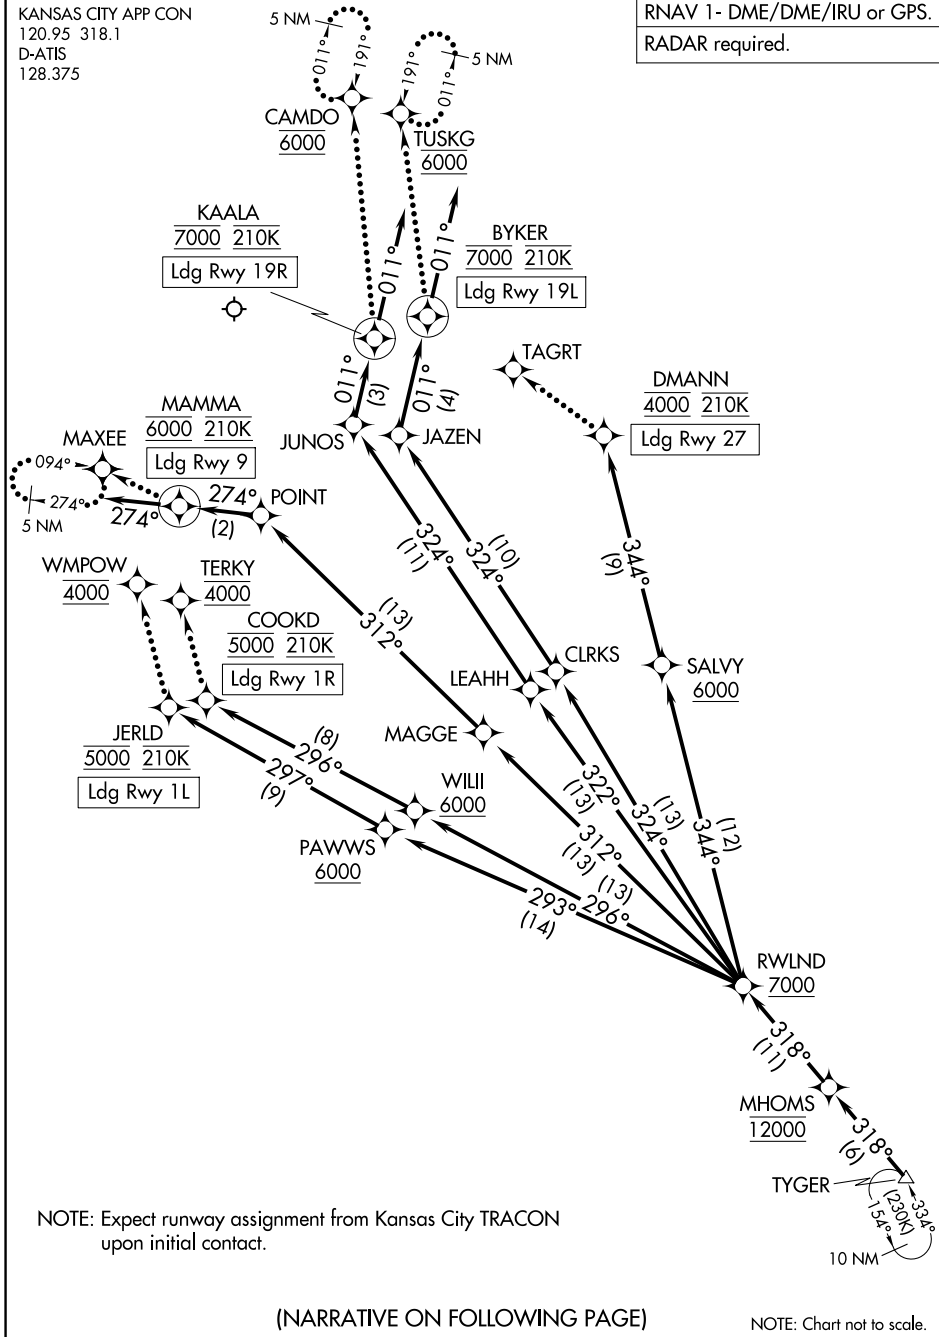 KANSAS CITY APP CON
120.95 318.1
D-ATIS
128.375
RNAV 1- DME/DME/IRU or GPS.
RADAR required.
5 NM
011°
191°
5 NM
191°
011°
CAMDO
6000
TUSKG
6000
KAALA
7000 210K
Ldg Rwy 19R
011°
011°
BYKER
7000 210K
Ldg Rwy 19L
TAGRT
DMANN
4000 210K
Ldg Rwy 27
011°
(3)
011°
(4)
JUNOS
JAZEN
MAMMA
6000 210K
Ldg Rwy 9
MAXEE
094°
274°
5 NM
274°
274°
(2)
POINT
WMPOW
4000
TERKY
4000
COOKD
5000 210K
Ldg Rwy 1R
324°
(11)
(10)
324°
344°
(9)
(13)
312°
CLRKS
LEAHH
SALVY
6000
MAGGE
JERLD
5000 210K
Ldg Rwy 1L
(8)
296°
297°
(9)
WILII
6000
PAWWS
6000
322°
(13)
(13)
324°
(12)
344°
312°
(13)
(13)
296°
293°
(14)
RWLND
7000
318°
(11)
MHOMS
12000
318°
(6)
TYGER
334°
(230K)
154°
10 NM
NOTE: Expect runway assignment from Kansas City TRACON
upon initial contact.
(NARRATIVE ON FOLLOWING PAGE)
NOTE: Chart not to scale.